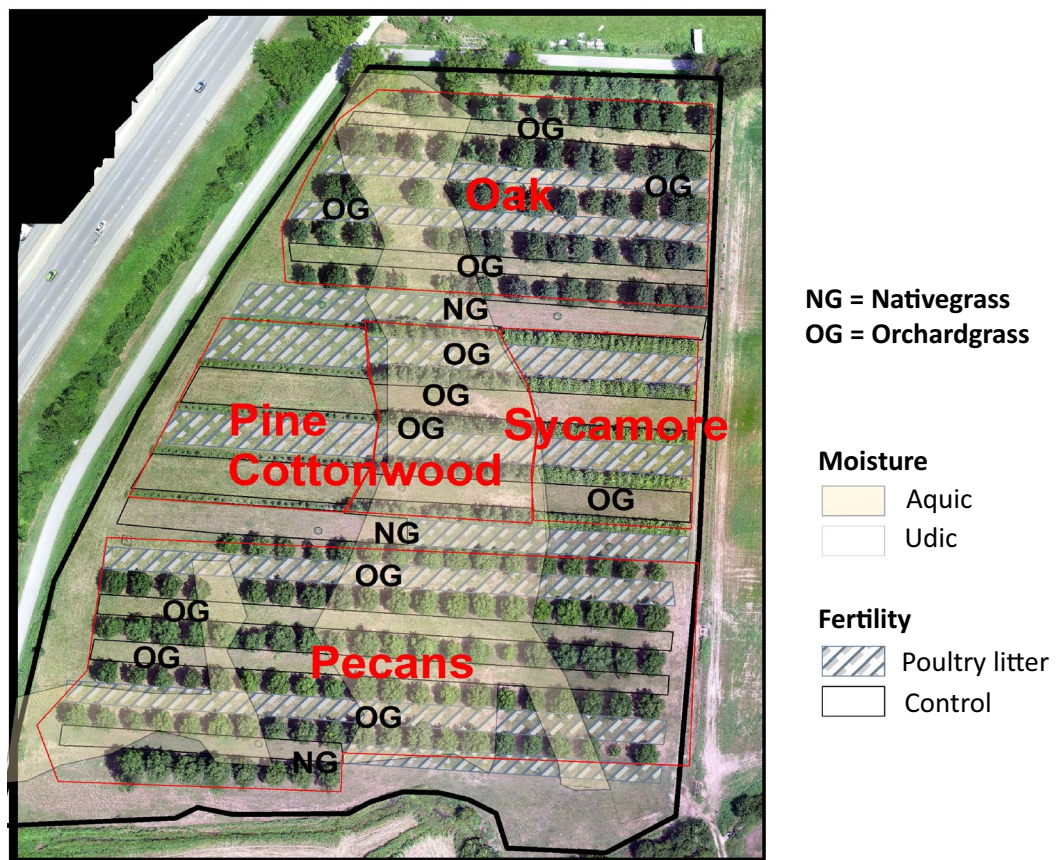 OG
Oak
OG
OG
OG
NG
OG
OG
Pine
OG
Sycamore
Cottonwood
OG
NG
OG
OG
OG
Pecans
OG
NG
NG = Nativegrass
OG = Orchardgrass
Moisture
Aquic
Udic
Fertility
Poultry litter
Control